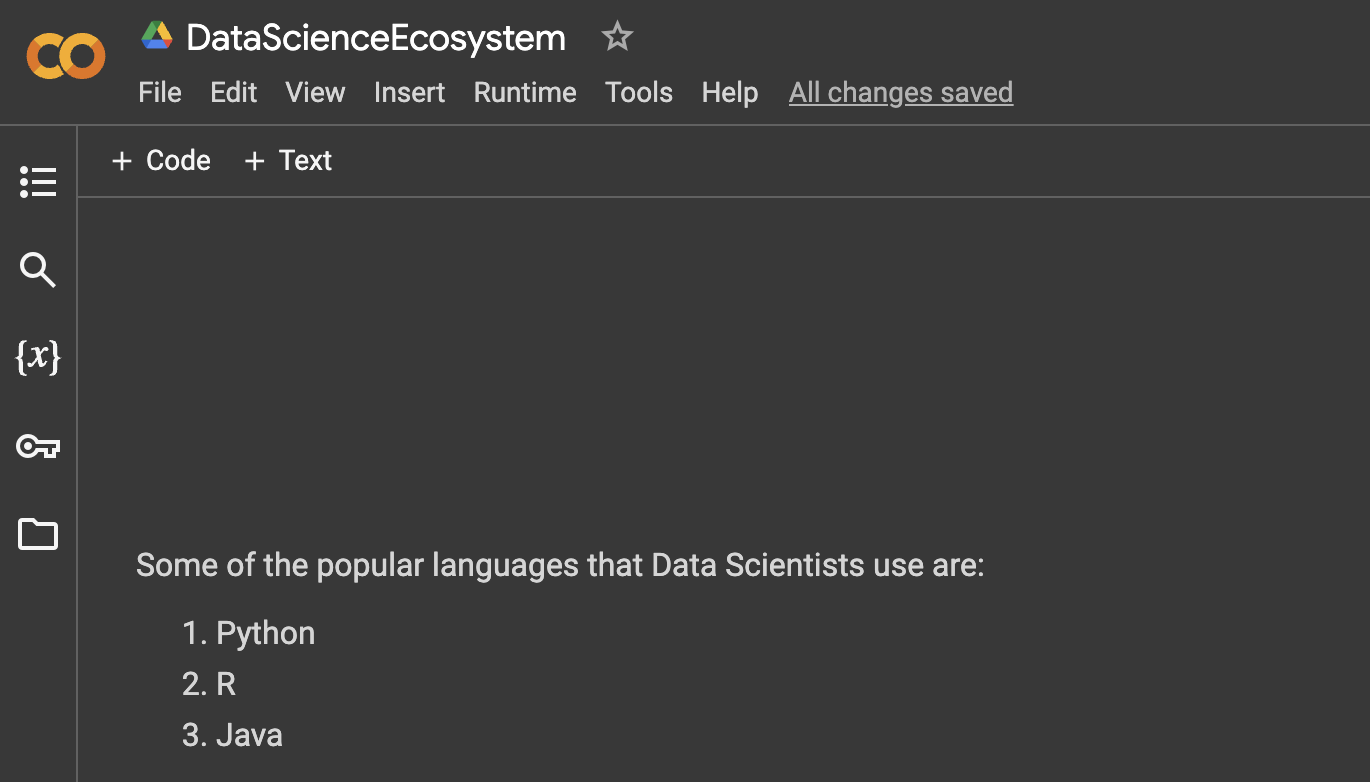 DataScienceEcosystem
File Edit View Insert Runtime Tools Help All changes saved
+ Code + Text
{x}
Some of the popular languages that Data Scientists use are:
1. Python
2. R
3. Java